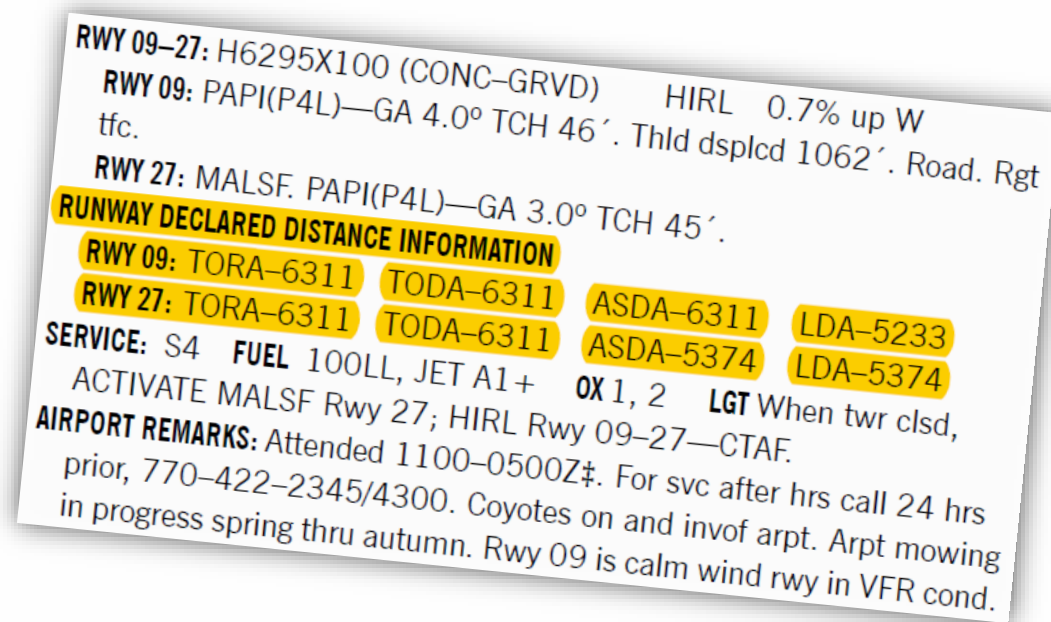 RWY 09–27: H6295X100 (CONC–GRVD) HIRL 0.7% up W
RWY 09: PAPI(P4L)—GA 4.0º TCH 46´. Thld dsplcd 1062´. Road. Rgt
tfc.
RWY 27: MALSF. PAPI(P4L)—GA 3.0º TCH 45´.
RUNWAY DECLARED DISTANCE INFORMATION
RWY 09: TORA–6311 TODA–6311 ASDA–6311 LDA–5233
RWY 27: TORA–6311 TODA–6311 ASDA–5374 LDA–5374
SERVICE: S4 FUEL 100LL, JET A1+ OX 1, 2 LGT When twr clsd,
ACTIVATE MALSF Rwy 27; HIRL Rwy 09–27—CTAF.
AIRPORT REMARKS: Attended 1100–0500Z‡. For svc after hrs call 24 hrs
prior, 770–422–2345/4300. Coyotes on and invof arpt. Arpt mowing
in progress spring thru autumn. Rwy 09 is calm wind rwy in VFR cond.